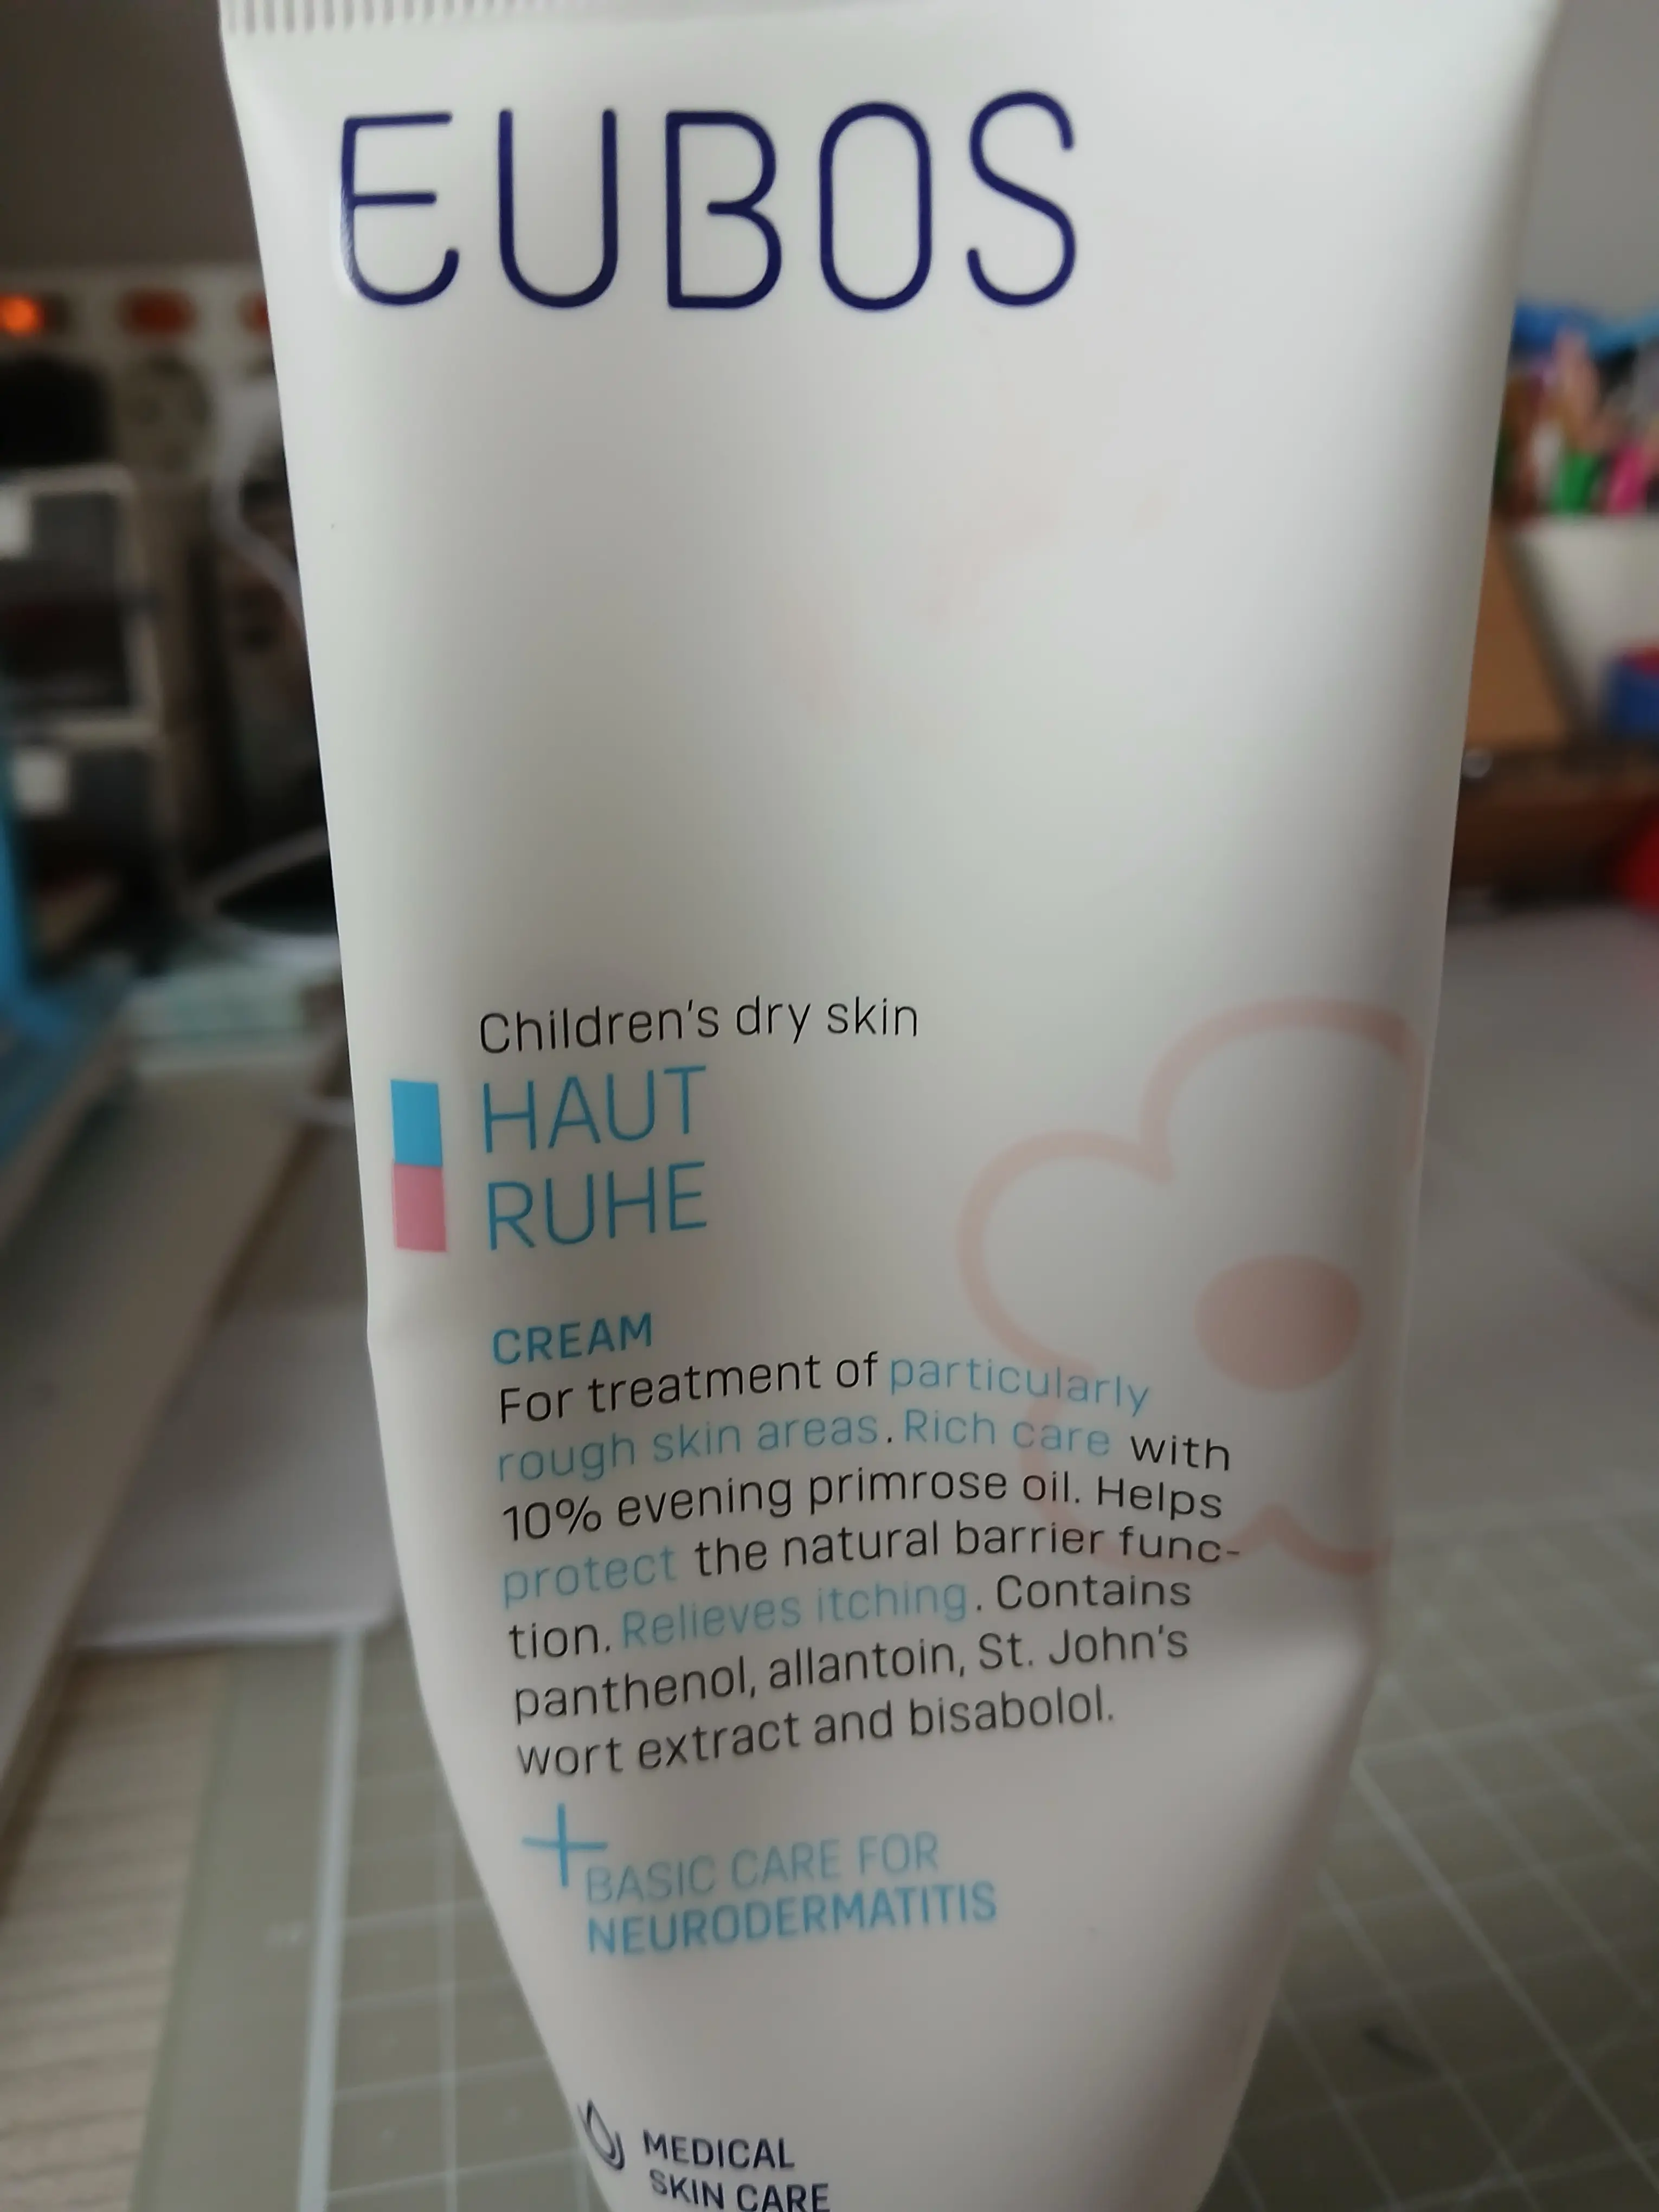 EUBOS
Children's dry skin
HAUT
RUHE
CREAM
For treatment of particularly
rough skin areas. Rich care with
10% evening primrose oil. Helps
protect the natural barrier func-
tion. Relieves itching. Contains
panthenol, allantoin, St. John's
wort extract and bisabolol.
BASIC CARE FOR
NEURODERMATITIS
MEDICAL
SKIN CARE